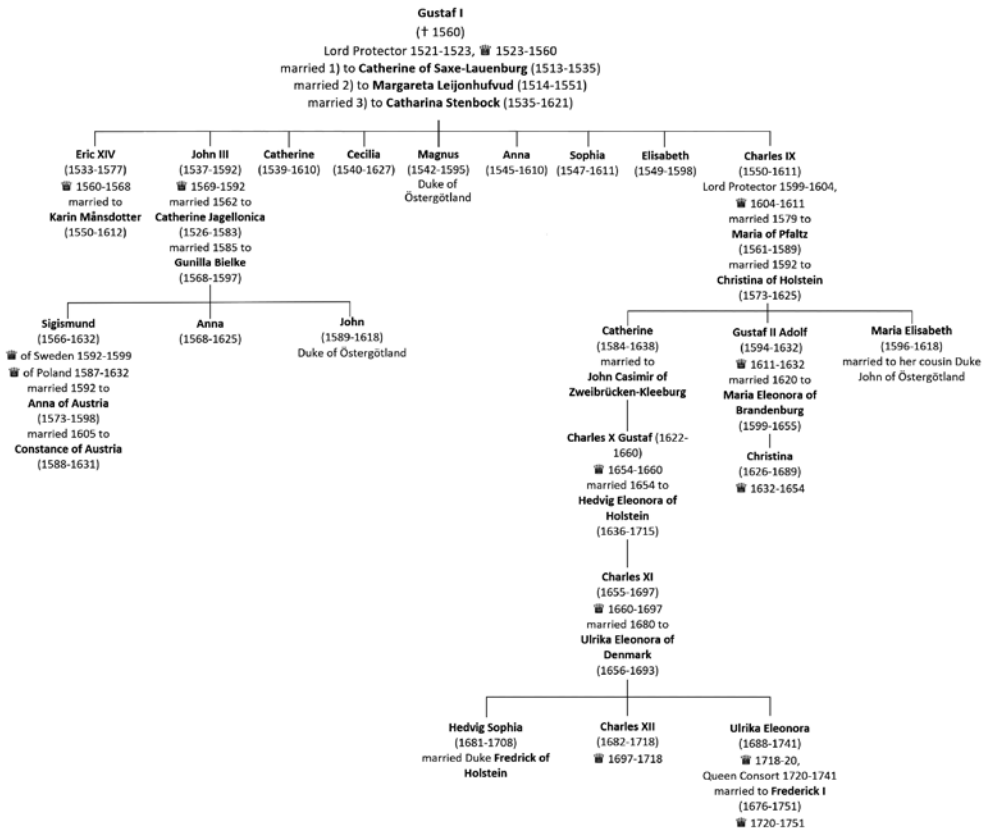 Gustaf I
(† 1560)
Lord Protector 1521-1523, ♛ 1523-1560
married 1) to Catherine of Saxe-Lauenburg (1513-1535)
married 2) to Margareta Leijonhufvud (1514-1551)
married 3) to Catharina Stenbock (1535-1621)
Eric XIV
(1533-1577)
♛ 1560-1568
married to
Karin Månsdotter
(1550-1612)
John III
(1537-1592)
♛ 1569-1592
married 1562 to
Catherine Jagellonica
(1526-1583)
married 1585 to
Gunilla Bielke
(1568-1597)
Catherine
(1539-1610)
Cecilia
(1540-1627)
Magnus
(1542-1595)
Duke of
Östergötland
Anna
(1545-1610)
Sophia
(1547-1611)
Elisabeth
(1549-1598)
Charles IX
(1550-1611)
Lord Protector 1599-1604,
♛ 1604-1611
married 1579 to
Maria of Pfaltz
(1561-1589)
married 1592 to
Christina of Holstein
(1573-1625)
Sigismund
(1566-1632)
♛ of Sweden 1592-1599
♛ of Poland 1587-1632
married 1592 to
Anna of Austria
(1573-1598)
married 1605 to
Constance of Austria
(1588-1631)
Anna
(1568-1625)
John
(1589-1618)
Duke of Östergötland
Catherine
(1584-1638)
married to
John Casimir of
Zweibrücken-Kleeburg
Gustaf II Adolf
(1594-1632)
♛ 1611-1632
married 1620 to
Maria Eleonora of
Brandenburg
(1599-1655)
Maria Elisabeth
(1596-1618)
married to her cousin Duke
John of Östergötland
Charles X Gustaf (1622-
1660)
♛ 1654-1660
married 1654 to
Hedvig Eleonora of
Holstein
(1636-1715)
Christina
(1626-1689)
♛ 1632-1654
Charles XI
(1655-1697)
♛ 1660-1697
married 1680 to
Ulrika Eleonora of
Denmark
(1656-1693)
Hedvig Sophia
(1681-1708)
married Duke Fredrick of
Holstein
Charles XII
(1682-1718)
♛ 1697-1718
Ulrika Eleonora
(1688-1741)
♛ 1718-20,
Queen Consort 1720-1741
married to Frederick I
(1676-1751)
♛ 1720-1751